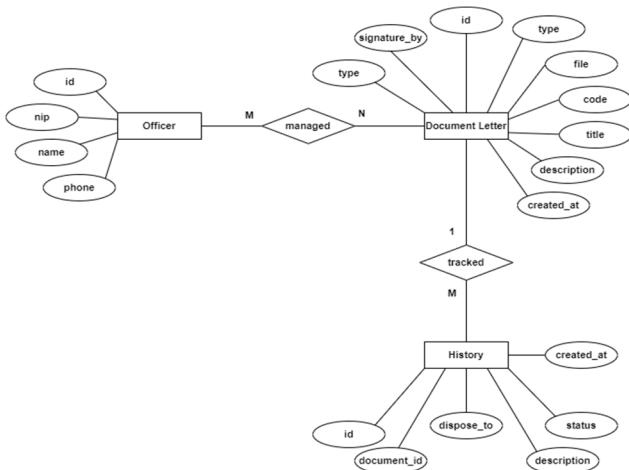 id
type
signature_by
file
type
id
code
nip
M
N
Officer
managed
Document Letter
title
name
description
phone
created_at
1
tracked
M
History
created_at
dispose_to
status
id
document_id
description